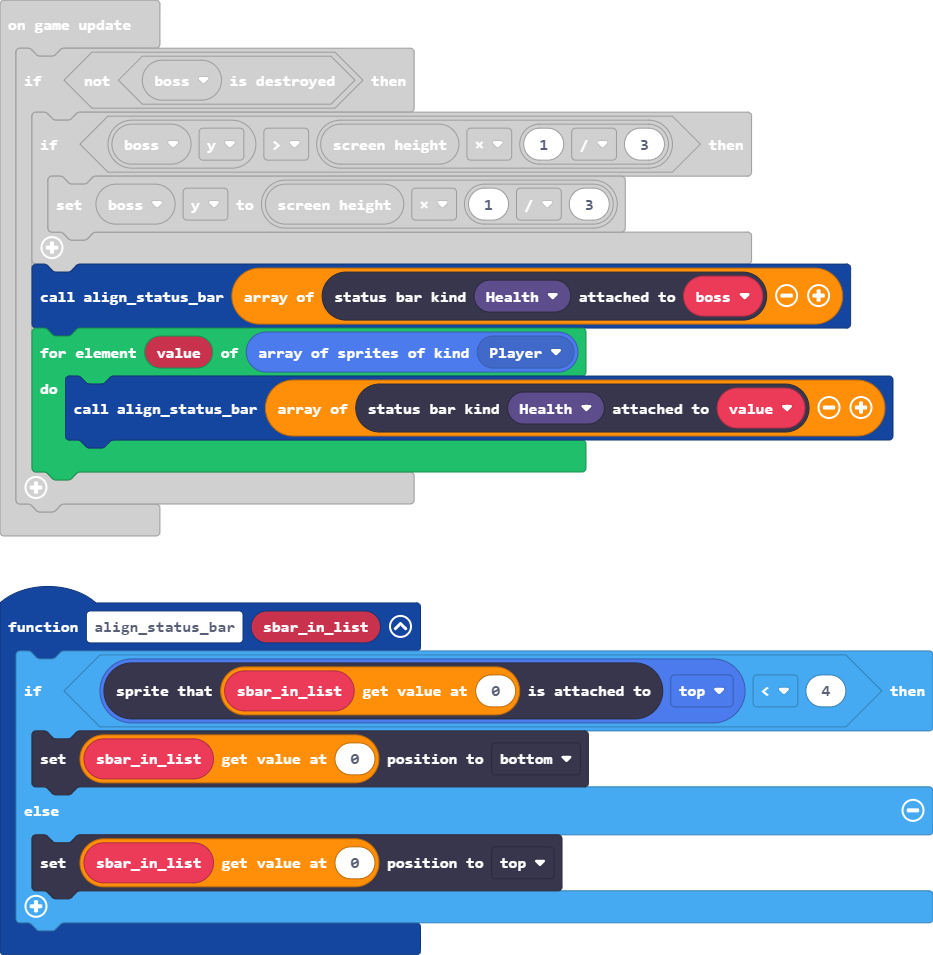 on game update
if not boss is destroyed then
if boss y > screen height × 1 / 3 then
set boss y to screen height × 1 / 3
call align_status_bar array of status bar kind Health attached to boss
for element value of array of sprites of kind Player
do
call align_status_bar array of status bar kind Health attached to value
function align_status_bar sbar_in_list
if sprite that sbar_in_list get value at 0 is attached to top < 4 then
set sbar_in_list get value at 0 position to bottom
else
set sbar_in_list get value at 0 position to top